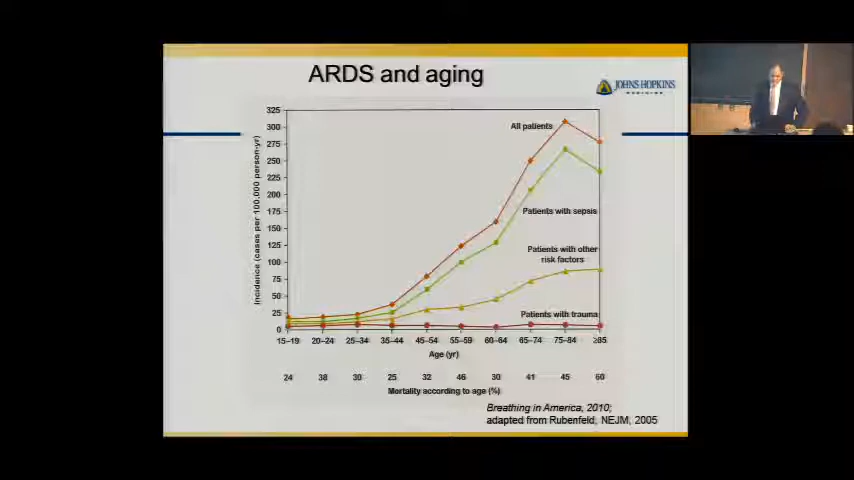 ARDS and aging
JOHNS HOPKINS
MEDICINE
Incidence (cases per 100,000 person-yr)
325
300
275
250
225
200
175
150
125
100
75
50
25
0
All patients
Patients with sepsis
Patients with other
risk factors
Patients with trauma
15–19 20–24 25–34 35–44 45–54 55–59 60–64 65–74 75–84 ≥85
Age (yr)
24 38 30 25 32 46 30 41 45 60
Mortality according to age (%)
Breathing in America, 2010;
adapted from Rubenfeld, NEJM, 2005